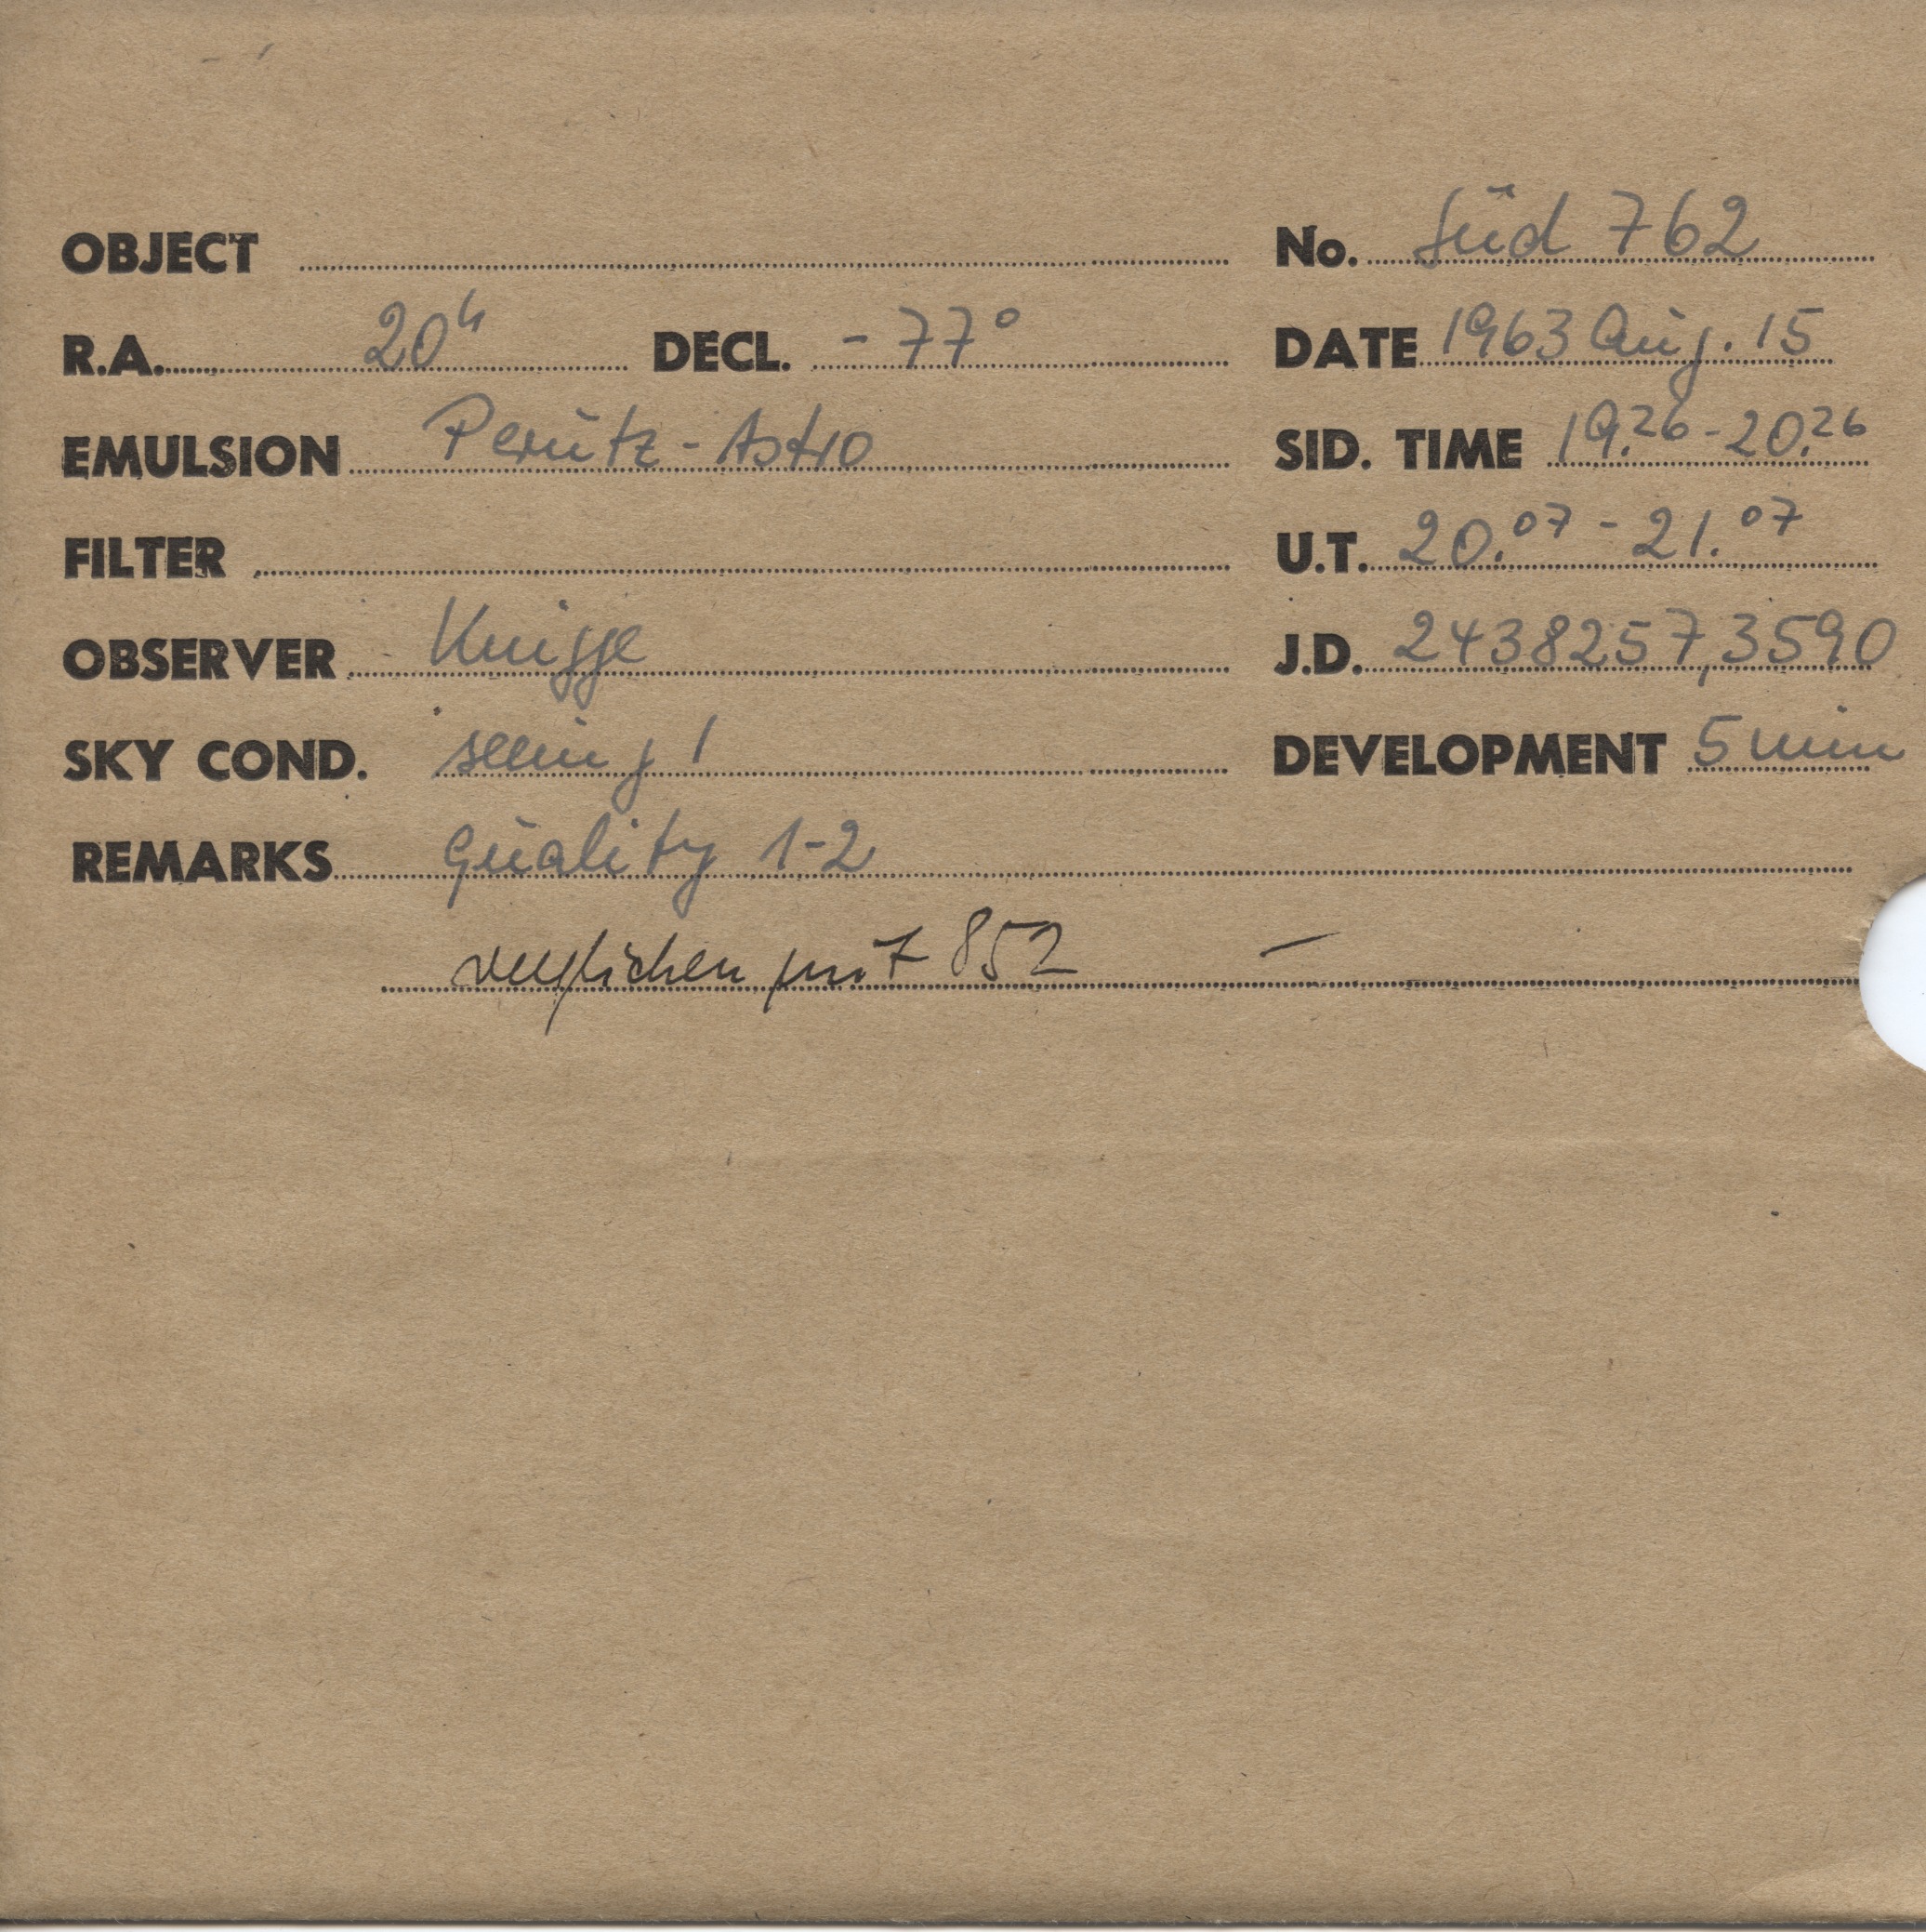 OBJECT No. Süd 762
R.A. 20h DECL. -77° DATE 1963 Aug. 15
EMULSION Perutz-Astro SID. TIME 19.26-20.26
FILTER U.T. 20.07-21.07
OBSERVER Knigge J.D. 2438257,3590
SKY COND. seeing 1 DEVELOPMENT 5 min
REMARKS quality 1-2
verglichen mit 852 —